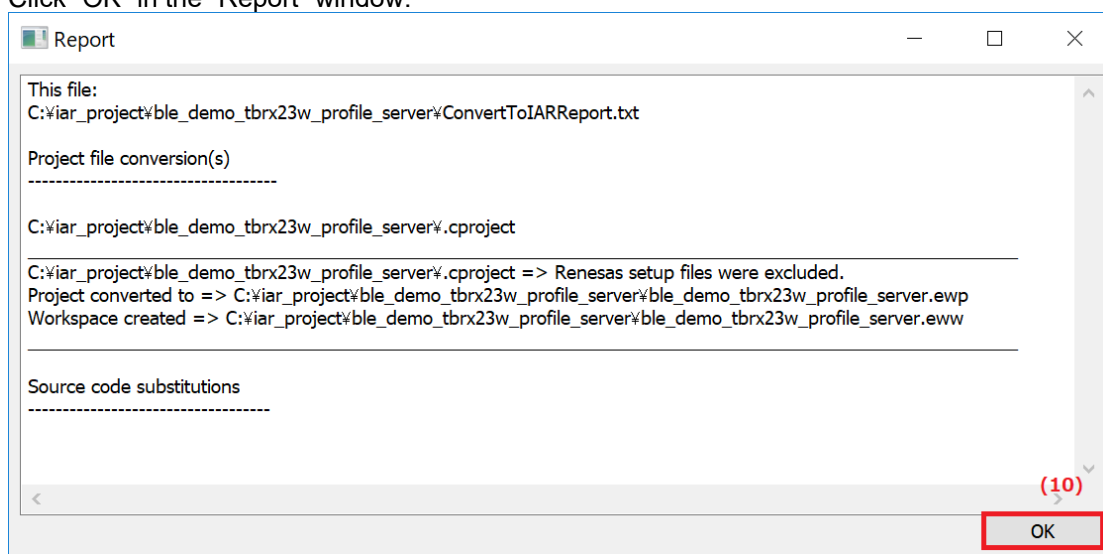 Click "OK" in the "Report" window.
Report
This file:
C:¥iar_project¥ble_demo_tbrx23w_profile_server¥ConvertToIARReport.txt
Project file conversion(s)
------------------------------------
C:¥iar_project¥ble_demo_tbrx23w_profile_server¥.cproject
C:¥iar_project¥ble_demo_tbrx23w_profile_server¥.cproject => Renesas setup files were excluded.
Project converted to => C:¥iar_project¥ble_demo_tbrx23w_profile_server¥ble_demo_tbrx23w_profile_server.ewp
Workspace created => C:¥iar_project¥ble_demo_tbrx23w_profile_server¥ble_demo_tbrx23w_profile_server.eww
Source code substitutions
-----------------------------------
(10)
OK